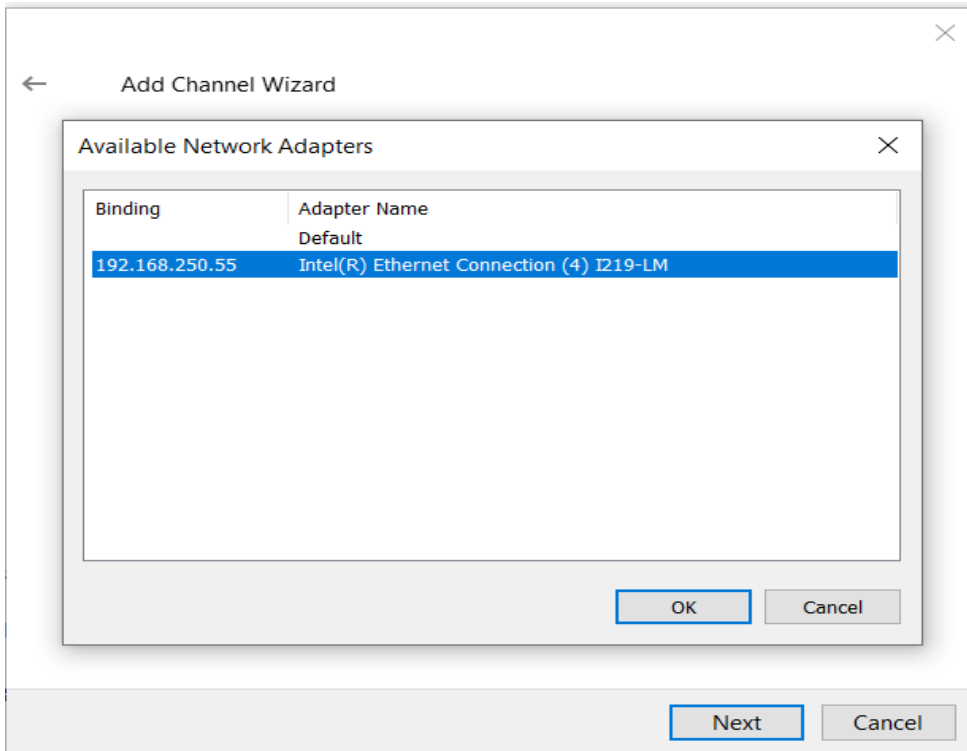 Add Channel Wizard
Available Network Adapters
Binding Adapter Name
Default
192.168.250.55 Intel(R) Ethernet Connection (4) I219-LM
OK Cancel
Next Cancel